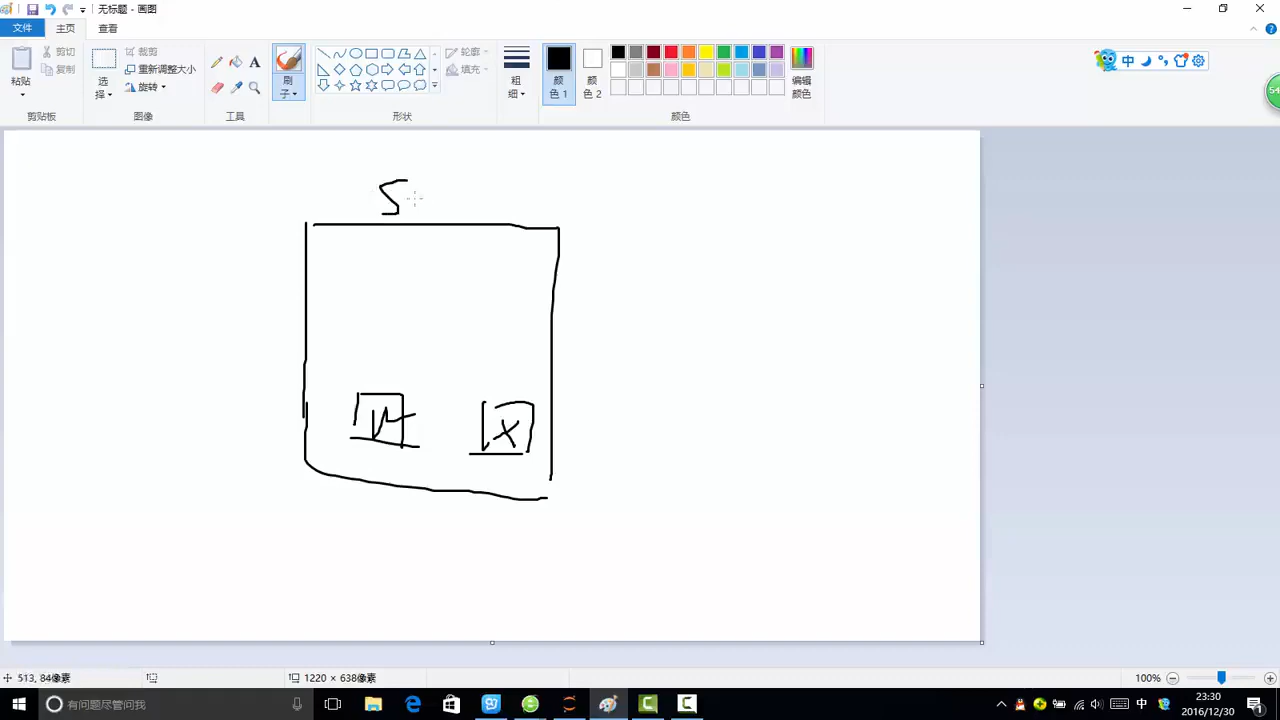 无标题 - 画图
文件 主页 查看
粘贴 剪切 复制 选择 裁剪 重新调整大小 旋转 A 刷子 轮廓 填充 粗细 颜色 1 颜色 2 编辑颜色 中 54
剪贴板 图像 工具 形状 颜色
S
X
513, 84像素 1220 × 638像素 100%
有问题尽管问我 中 23:30
2016/12/30